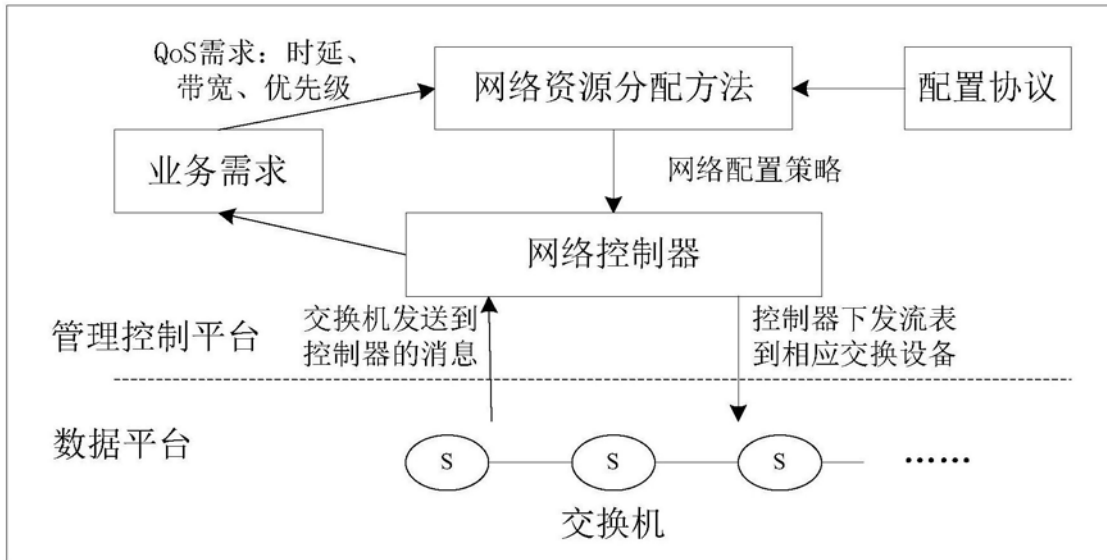 QoS需求：时延、
带宽、优先级
网络资源分配方法
配置协议
业务需求
网络配置策略
网络控制器
管理控制平台
交换机发送到
控制器的消息
控制器下发流表
到相应交换设备
数据平台
S
S
S
……
交换机